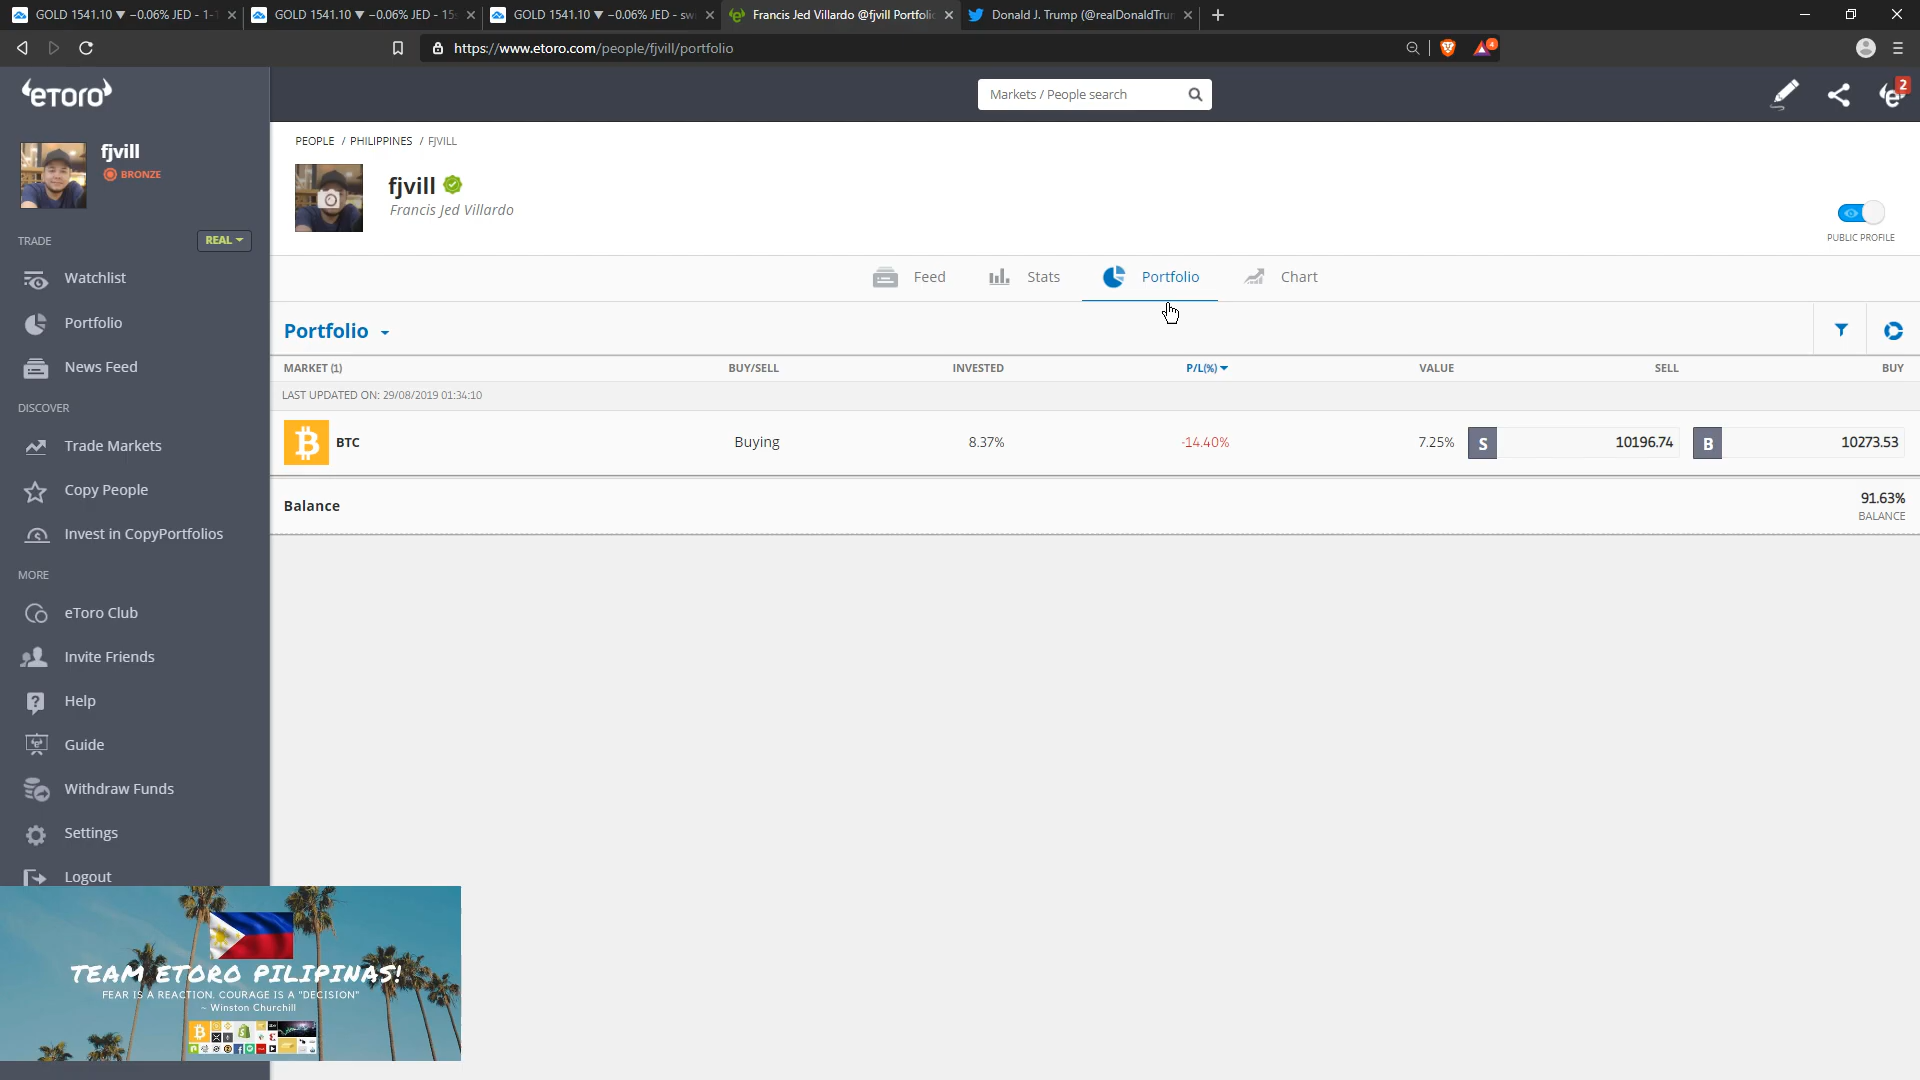 GOLD 1541.10 ▼ −0.06% JED - 1-1
GOLD 1541.10 ▼ −0.06% JED - 15
GOLD 1541.10 ▼ −0.06% JED - sw
Francis Jed Villardo @fjvill Portfoli
Donald J. Trump (@realDonaldTru
https://www.etoro.com/people/fjvill/portfolio
4
eToro
Markets / People search
2
fjvill
BRONZE
TRADE
REAL
Watchlist
Portfolio
News Feed
DISCOVER
Trade Markets
Copy People
Invest in CopyPortfolios
MORE
eToro Club
Invite Friends
Help
Guide
Withdraw Funds
Settings
Logout
PEOPLE / PHILIPPINES / FJVILL
fjvill
Francis Jed Villardo
PUBLIC PROFILE
Feed
Stats
Portfolio
Chart
Portfolio
MARKET (1) BUY/SELL INVESTED P/L(%) VALUE SELL BUY
LAST UPDATED ON: 29/08/2019 01:34:10
BTC Buying 8.37% -14.40% 7.25% S 10196.74 B 10273.53
Balance 91.63%
BALANCE
TEAM ETORO PILIPINAS!
FEAR IS A REACTION. COURAGE IS A "DECISION"
~ Winston Churchill